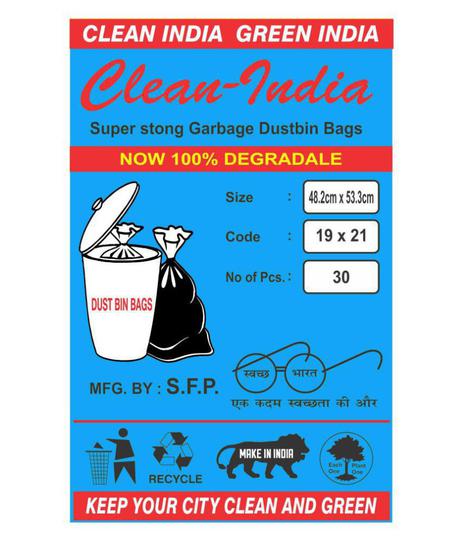 CLEAN INDIA GREEN INDIA
Clean-India
Super stong Garbage Dustbin Bags
NOW 100% DEGRADALE
Size : 48.2cm x 53.3cm
Code : 19 x 21
No of Pcs. : 30
DUST BIN BAGS
स्वच्छ भारत
MFG. BY : S.F.P.
एक कदम स्वच्छता की और
RECYCLE
MAKE IN INDIA
Each One Plant One
KEEP YOUR CITY CLEAN AND GREEN